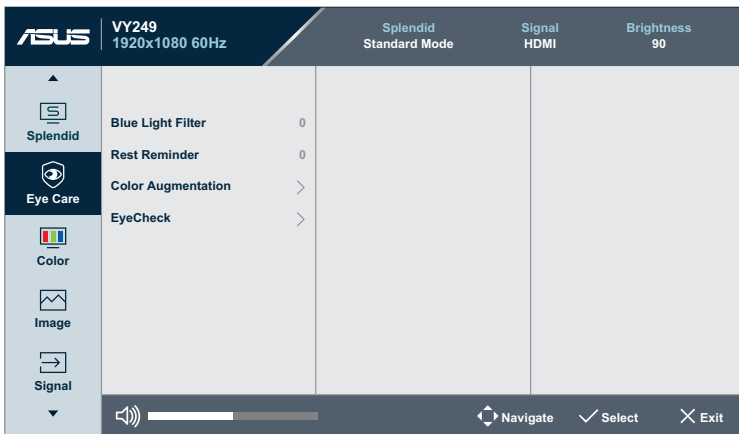 ASUS
VY249
1920x1080 60Hz
Splendid
Standard Mode
Signal
HDMI
Brightness
90
Splendid
Eye Care
Color
Image
Signal
Blue Light Filter 0
Rest Reminder 0
Color Augmentation
EyeCheck
Navigate
Select
Exit